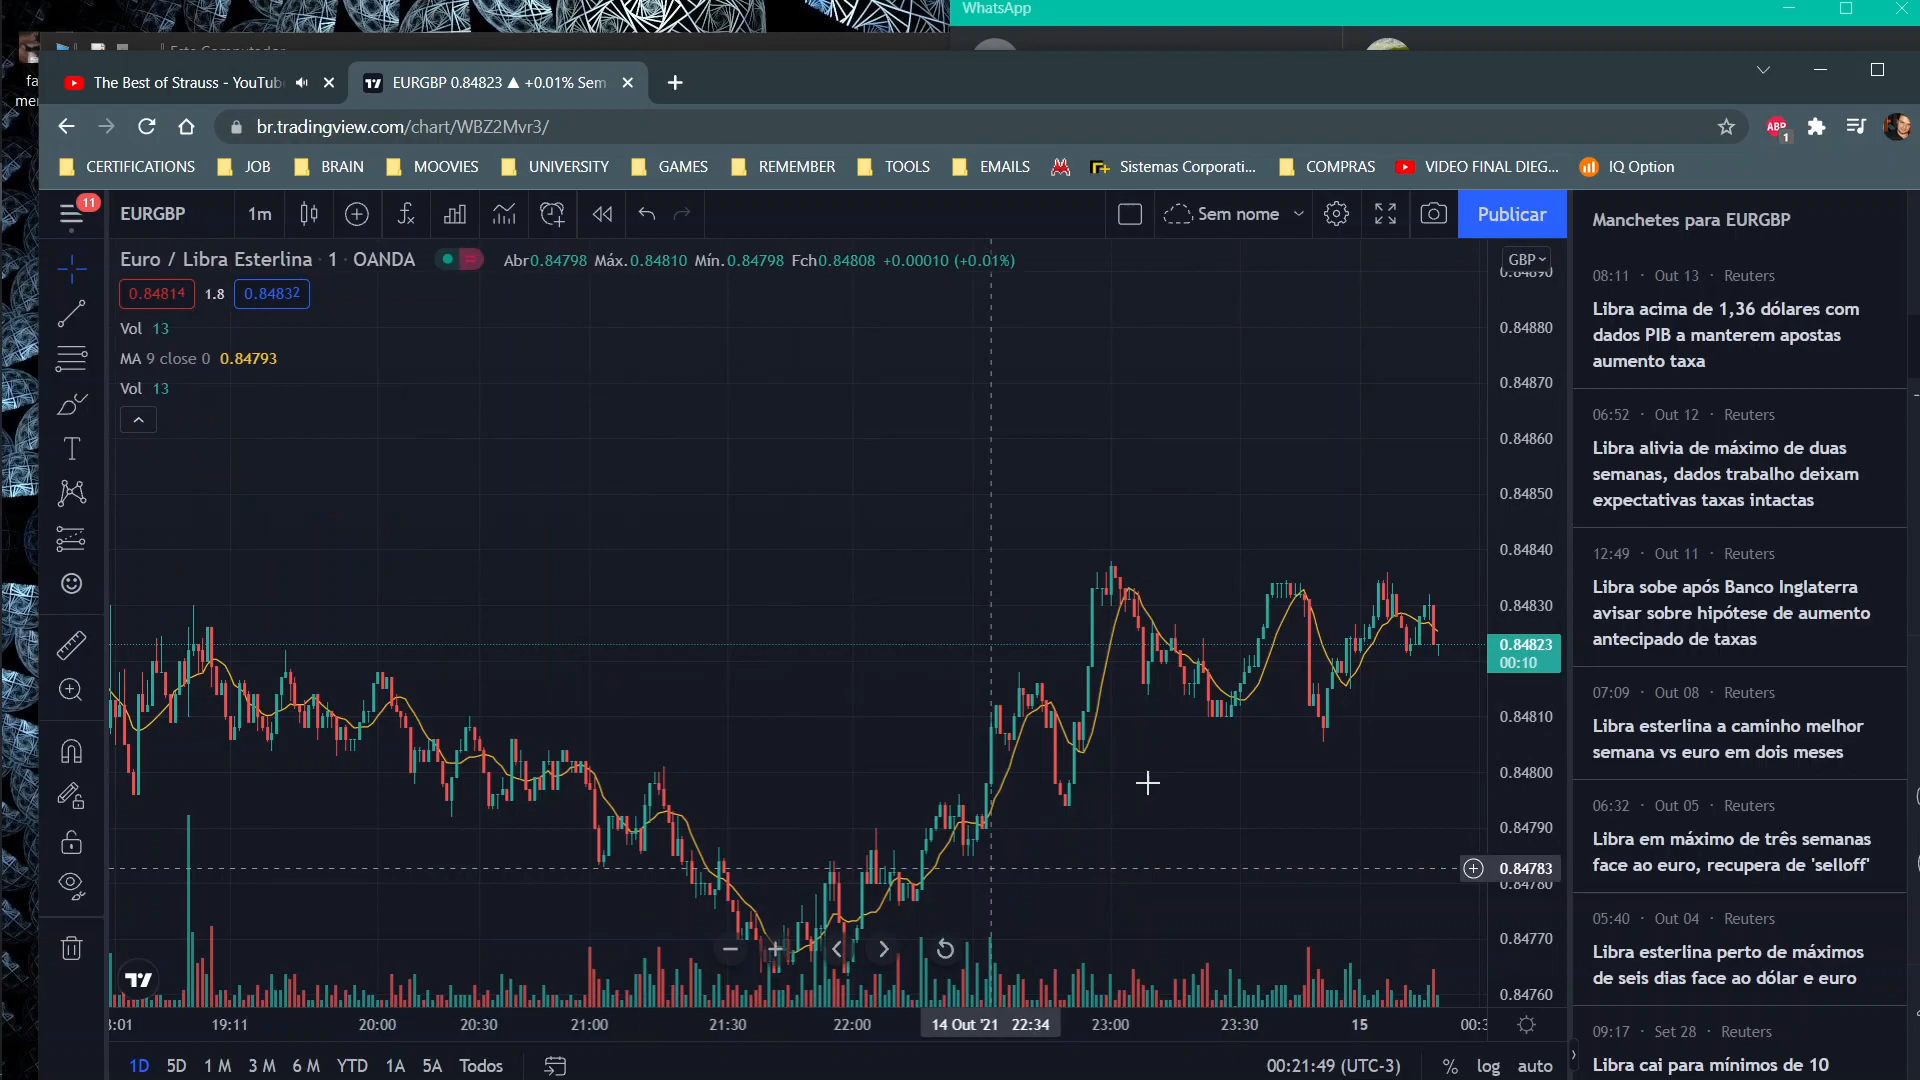 WhatsApp
Este Computador
fa
me
The Best of Strauss - YouTub
EURGBP 0.84823 ▲ +0.01% Sem
br.tradingview.com/chart/WBZ2Mvr3/
ABP
1
CERTIFICATIONS
JOB
BRAIN
MOOVIES
UNIVERSITY
GAMES
REMEMBER
TOOLS
EMAILS
Sistemas Corporati...
COMPRAS
VIDEO FINAL DIEG...
IQ Option
11
EURGBP
1m
Sem nome
Publicar
Euro / Libra Esterlina · 1 · OANDA
Abr0.84798 Máx.0.84810 Mín.0.84798 Fch0.84808 +0.00010 (+0.01%)
0.84814
1.8
0.84832
Vol 13
MA 9 close 0 0.84793
Vol 13
GBP
0.84890
0.84880
0.84870
0.84860
0.84850
0.84840
0.84830
0.84823
00:10
0.84810
0.84800
0.84790
0.84783
0.84780
0.84770
0.84760
:01
19:11
20:00
20:30
21:00
21:30
22:00
14 Out '21 22:34
23:00
23:30
15
00:3
1D
5D
1 M
3 M
6 M
YTD
1A
5A
Todos
00:21:49 (UTC-3)
%
log
auto
Manchetes para EURGBP
08:11 · Out 13 · Reuters
Libra acima de 1,36 dólares com
dados PIB a manterem apostas
aumento taxa
06:52 · Out 12 · Reuters
Libra alivia de máximo de duas
semanas, dados trabalho deixam
expectativas taxas intactas
12:49 · Out 11 · Reuters
Libra sobe após Banco Inglaterra
avisar sobre hipótese de aumento
antecipado de taxas
07:09 · Out 08 · Reuters
Libra esterlina a caminho melhor
semana vs euro em dois meses
06:32 · Out 05 · Reuters
Libra em máximo de três semanas
face ao euro, recupera de 'selloff'
05:40 · Out 04 · Reuters
Libra esterlina perto de máximos
de seis dias face ao dólar e euro
09:17 · Set 28 · Reuters
Libra cai para mínimos de 10